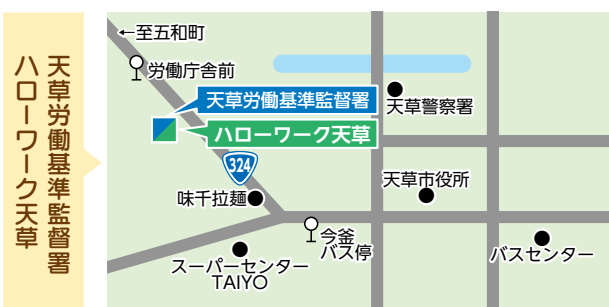 天草労働基準監督署
ハローワーク天草
←至五和町
労働庁舎前
天草労働基準監督署
天草警察署
ハローワーク天草
324
天草市役所
味千拉麺
今釜
バス停
バスセンター
スーパーセンター
TAIYO